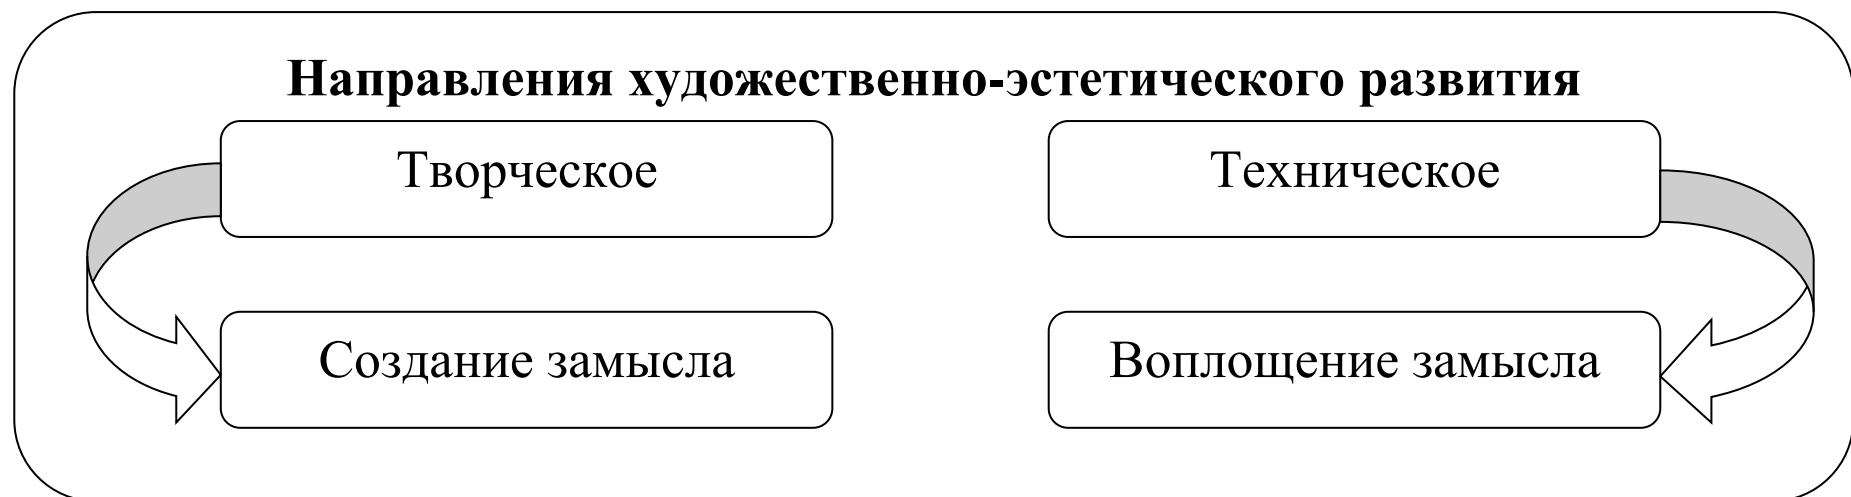 Направления художественно-эстетического развития
Творческое
Техническое
Создание замысла
Воплощение замысла